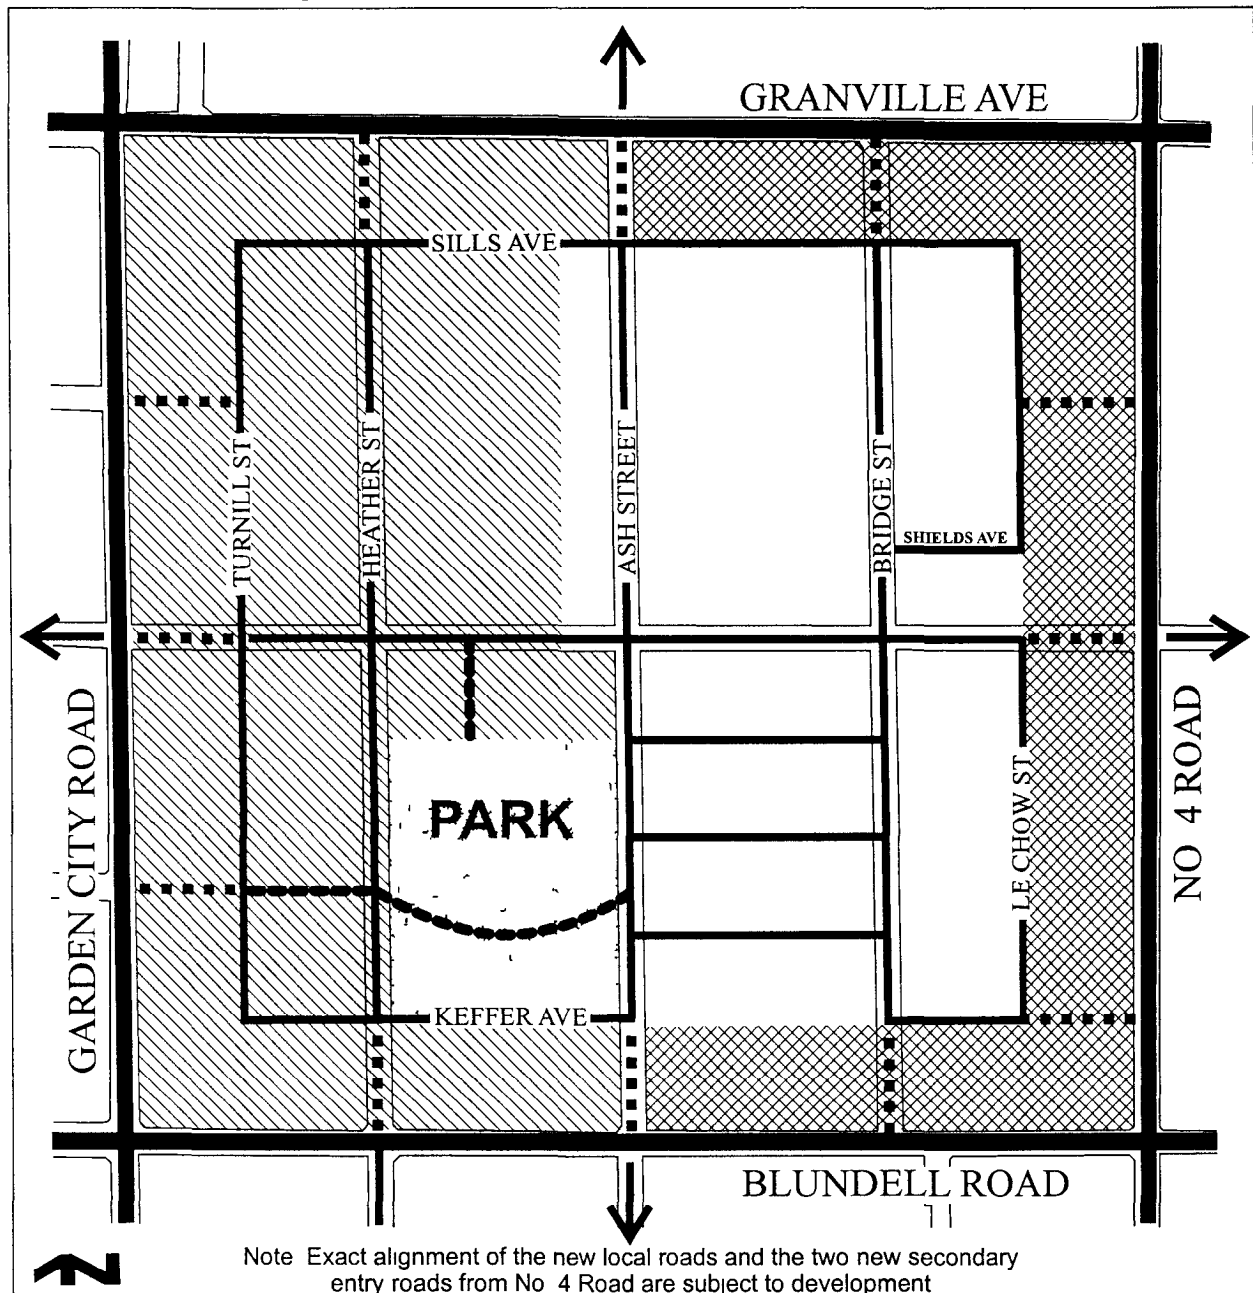 GRANVILLE AVE
SILLS AVE
TURNILL ST
HEATHER ST
ASH STREET
BRIDGE ST
SHIELDS AVE
GARDEN CITY ROAD
PARK
LE CHOW ST
NO 4 ROAD
KEFFER AVE
BLUNDELL ROAD
N
Note Exact alignment of the new local roads and the two new secondary
entry roads from No 4 Road are subject to development